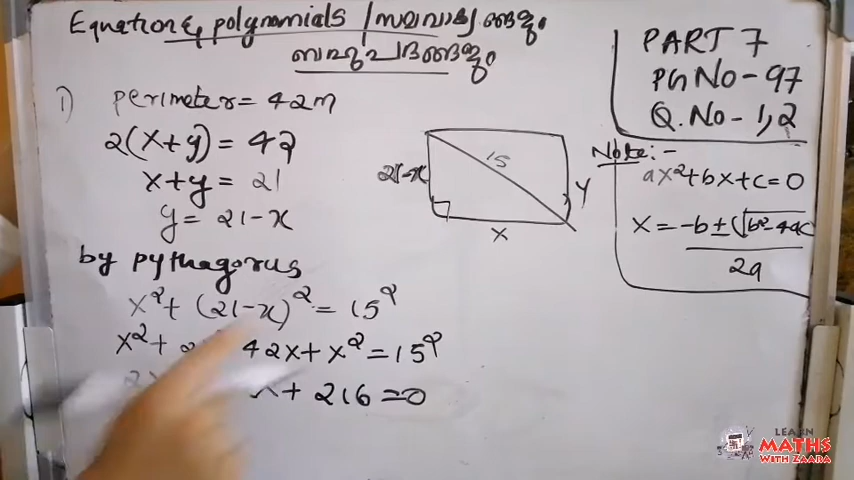 Equation & polynomials / സമവാക്യങ്ങളും
ബഹുപദങ്ങളും
PART 7
PG NO - 97
Q. No - 1,2
1) perimeter = 42m
2(x+y) = 42
x+y = 21
y = 21-x
by pythagorus
x² + (21-x)² = 15²
x² + 42x + x² = 15²
x + 216 = 0
21-x
15
y
x
Note :-
ax²+bx+c=0
x = -b ± (√b²-4ac
2a
LEARN
MATHS
WITH ZAARA